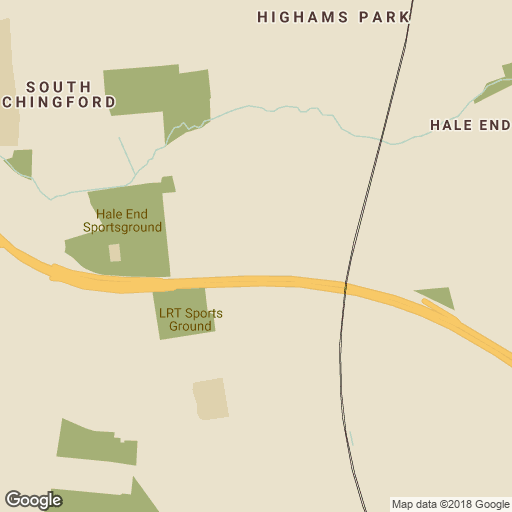 HIGHAMS PARK
SOUTH
CHINGFORD
HALE END
Hale End
Sportsground
LRT Sports
Ground
Google
Map data ©2018 Google